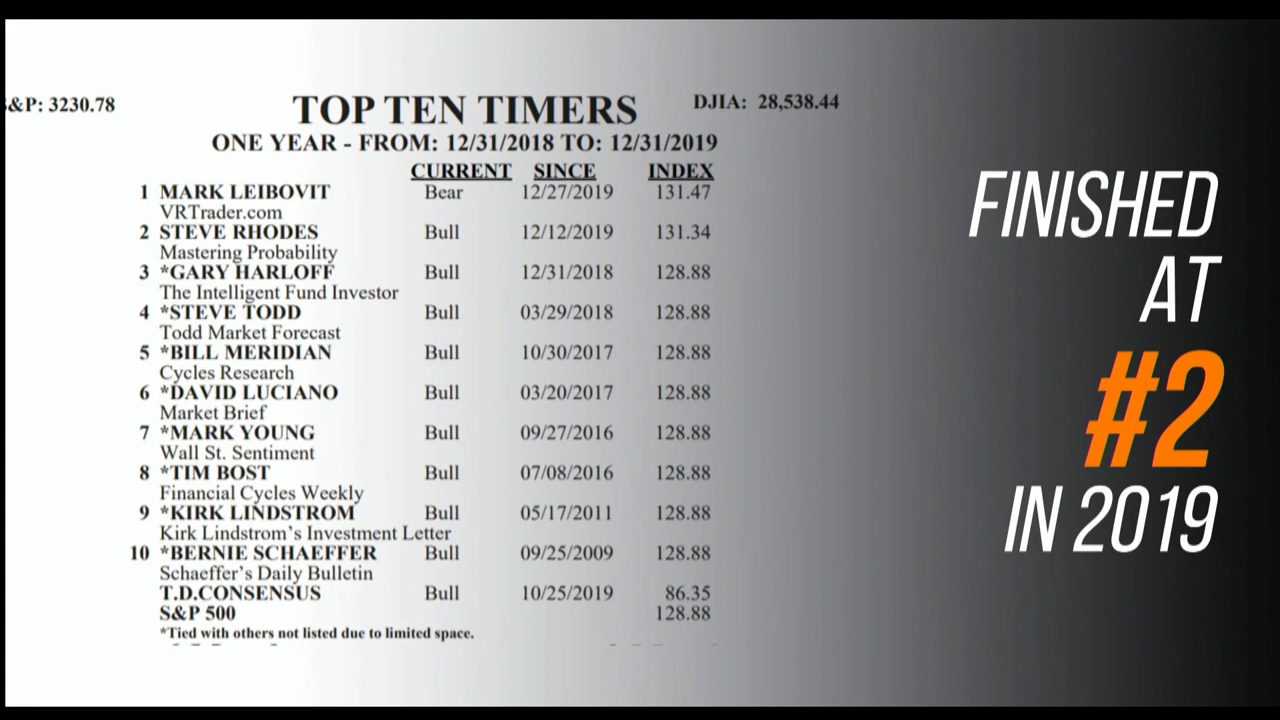 &P: 3230.78
TOP TEN TIMERS
DJIA: 28,538.44
ONE YEAR - FROM: 12/31/2018 TO: 12/31/2019
CURRENT SINCE INDEX
1 MARK LEIBOVIT Bear 12/27/2019 131.47
VRTrader.com
2 STEVE RHODES Bull 12/12/2019 131.34
Mastering Probability
3 *GARY HARLOFF Bull 12/31/2018 128.88
The Intelligent Fund Investor
4 *STEVE TODD Bull 03/29/2018 128.88
Todd Market Forecast
5 *BILL MERIDIAN Bull 10/30/2017 128.88
Cycles Research
6 *DAVID LUCIANO Bull 03/20/2017 128.88
Market Brief
7 *MARK YOUNG Bull 09/27/2016 128.88
Wall St. Sentiment
8 *TIM BOST Bull 07/08/2016 128.88
Financial Cycles Weekly
9 *KIRK LINDSTROM Bull 05/17/2011 128.88
Kirk Lindstrom's Investment Letter
10 *BERNIE SCHAEFFER Bull 09/25/2009 128.88
Schaeffer's Daily Bulletin
T.D.CONSENSUS Bull 10/25/2019 86.35
S&P 500 128.88
*Tied with others not listed due to limited space.
FINISHED
AT
#2
IN 2019